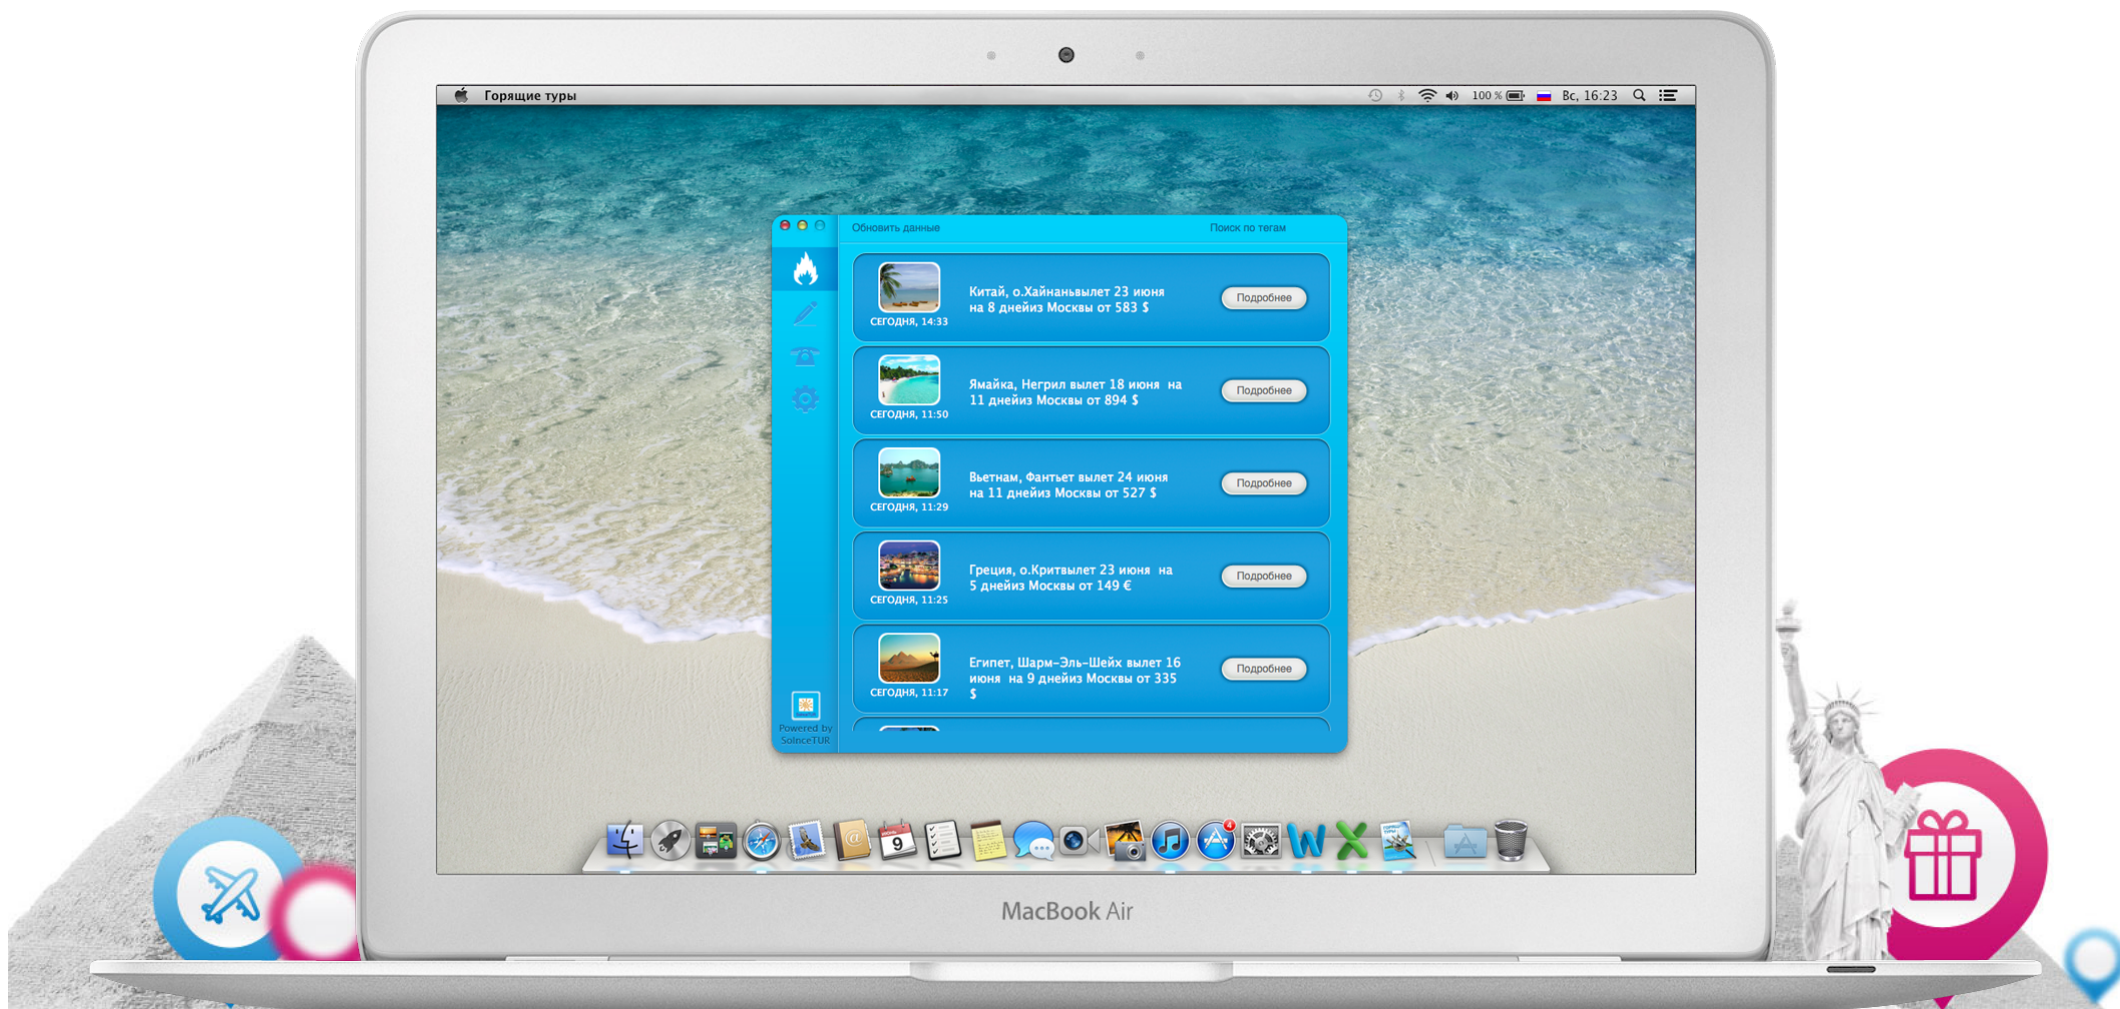 Горящие туры
100 %
Вс, 16:23
Обновить данные
Поиск по тегам
Китай, о.Хайнаньвылет 23 июня
на 8 днейиз Москвы от 583 $
СЕГОДНЯ, 14:33
Подробнее
Ямайка, Негрил вылет 18 июня на
11 днейиз Москвы от 894 $
СЕГОДНЯ, 11:50
Подробнее
Вьетнам, Фантьет вылет 24 июня
на 11 днейиз Москвы от 527 $
СЕГОДНЯ, 11:29
Подробнее
Греция, о.Критвылет 23 июня на
5 днейиз Москвы от 149 €
СЕГОДНЯ, 11:25
Подробнее
Египет, Шарм-Эль-Шейх вылет 16
июня на 9 днейиз Москвы от 335
$
СЕГОДНЯ, 11:17
Подробнее
Powered by
SolnceTUR
4
9
MacBook Air